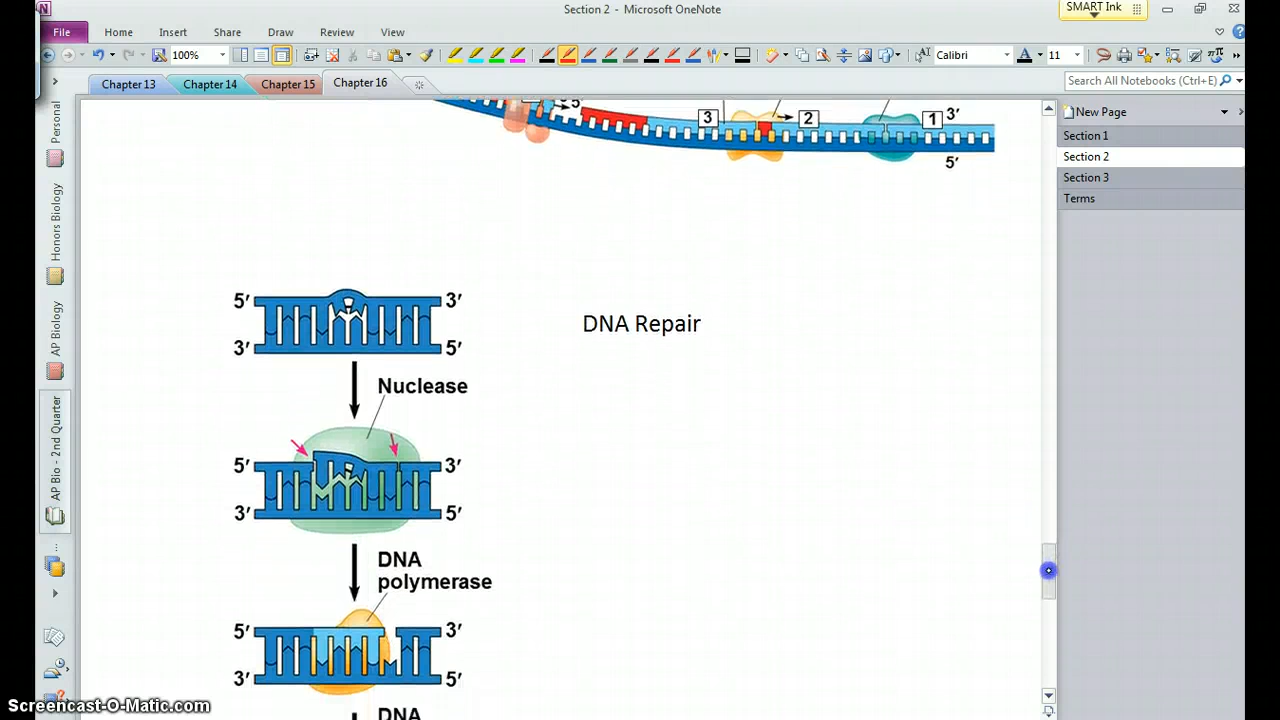 Section 2 - Microsoft OneNote
SMART Ink
File Home Insert Share Draw Review View
100%
Calibri
11
Chapter 13 Chapter 14 Chapter 15 Chapter 16
Search All Notebooks (Ctrl+E)
New Page
Section 1
Section 2
Section 3
Terms
Personal
Honors Biology
AP Biology
AP Bio - 2nd Quarter
5′
3 2 1 3′
5′
5′ 3′
3′ 5′
DNA Repair
Nuclease
5′ 3′
3′ 5′
DNA
polymerase
5′ 3′
3′ 5′
DNA
Screencast-O-Matic.com